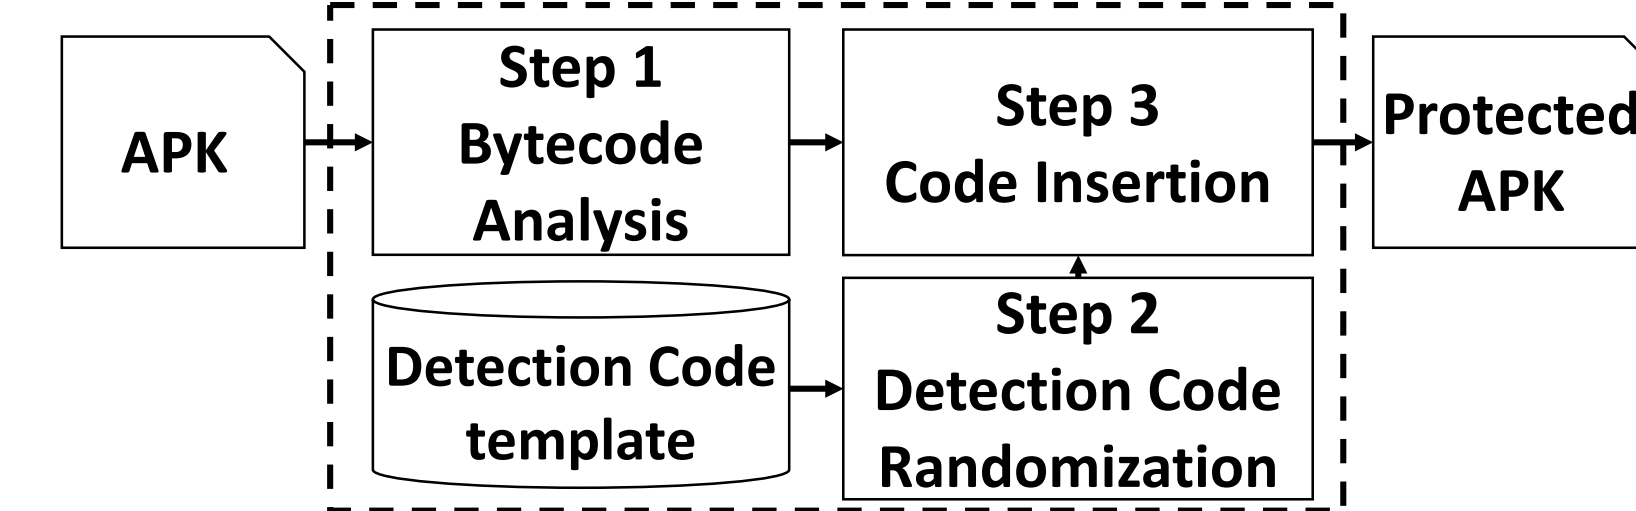 APK
Step 1
Bytecode
Analysis
Step 3
Code Insertion
Protected
APK
Detection Code
template
Step 2
Detection Code
Randomization